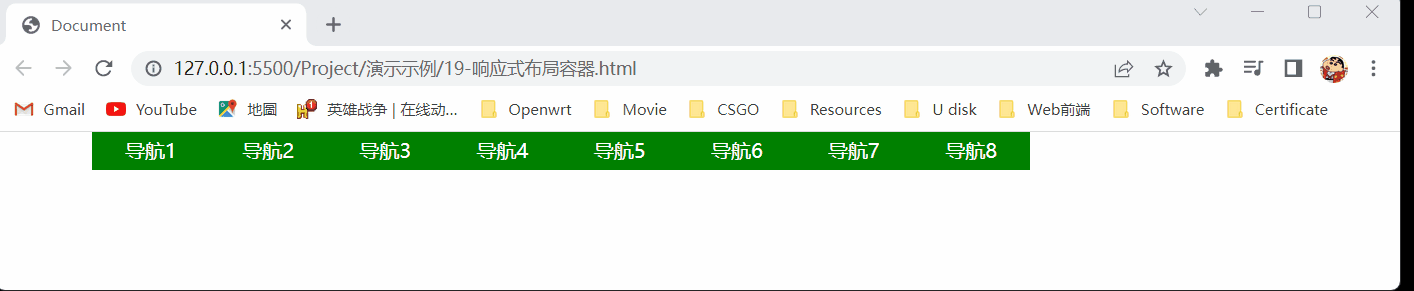 Document
127.0.0.1:5500/Project/演示示例/19-响应式布局容器.html
Gmail YouTube 地圖 英雄战争 | 在线动... Openwrt Movie CSGO Resources U disk Web前端 Software Certificate
导航1 导航2 导航3 导航4 导航5 导航6 导航7 导航8